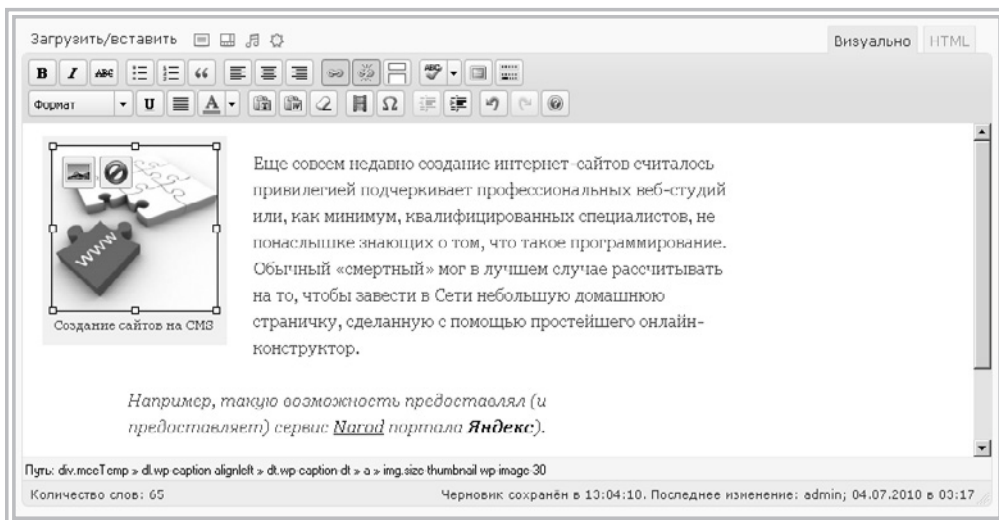 Загрузить/вставить
Визуально HTML
B I ABC ABC
Формат U A Ω
Еще совсем недавно создание интернет-сайтов считалось
привилегией подчеркивает профессиональных веб-студий
или, как минимум, квалифицированных специалистов, не
понаслышке знающих о том, что такое программирование.
Обычный «смертный» мог в лучшем случае рассчитывать
на то, чтобы завести в Сети небольшую домашнюю
страничку, сделанную с помощью простейшего онлайн-
конструктор.
www
Создание сайтов на CMS
Например, такую возможность предоставлял (и
предоставляет) сервис Narod портала Яндекс).
Путь: div.mceTemp » dl.wp caption alignleft » dt.wp caption dt » a » img.size thumbnail wp image 30
Количество слов: 65
Черновик сохранён в 13:04:10. Последнее изменение: admin; 04.07.2010 в 03:17